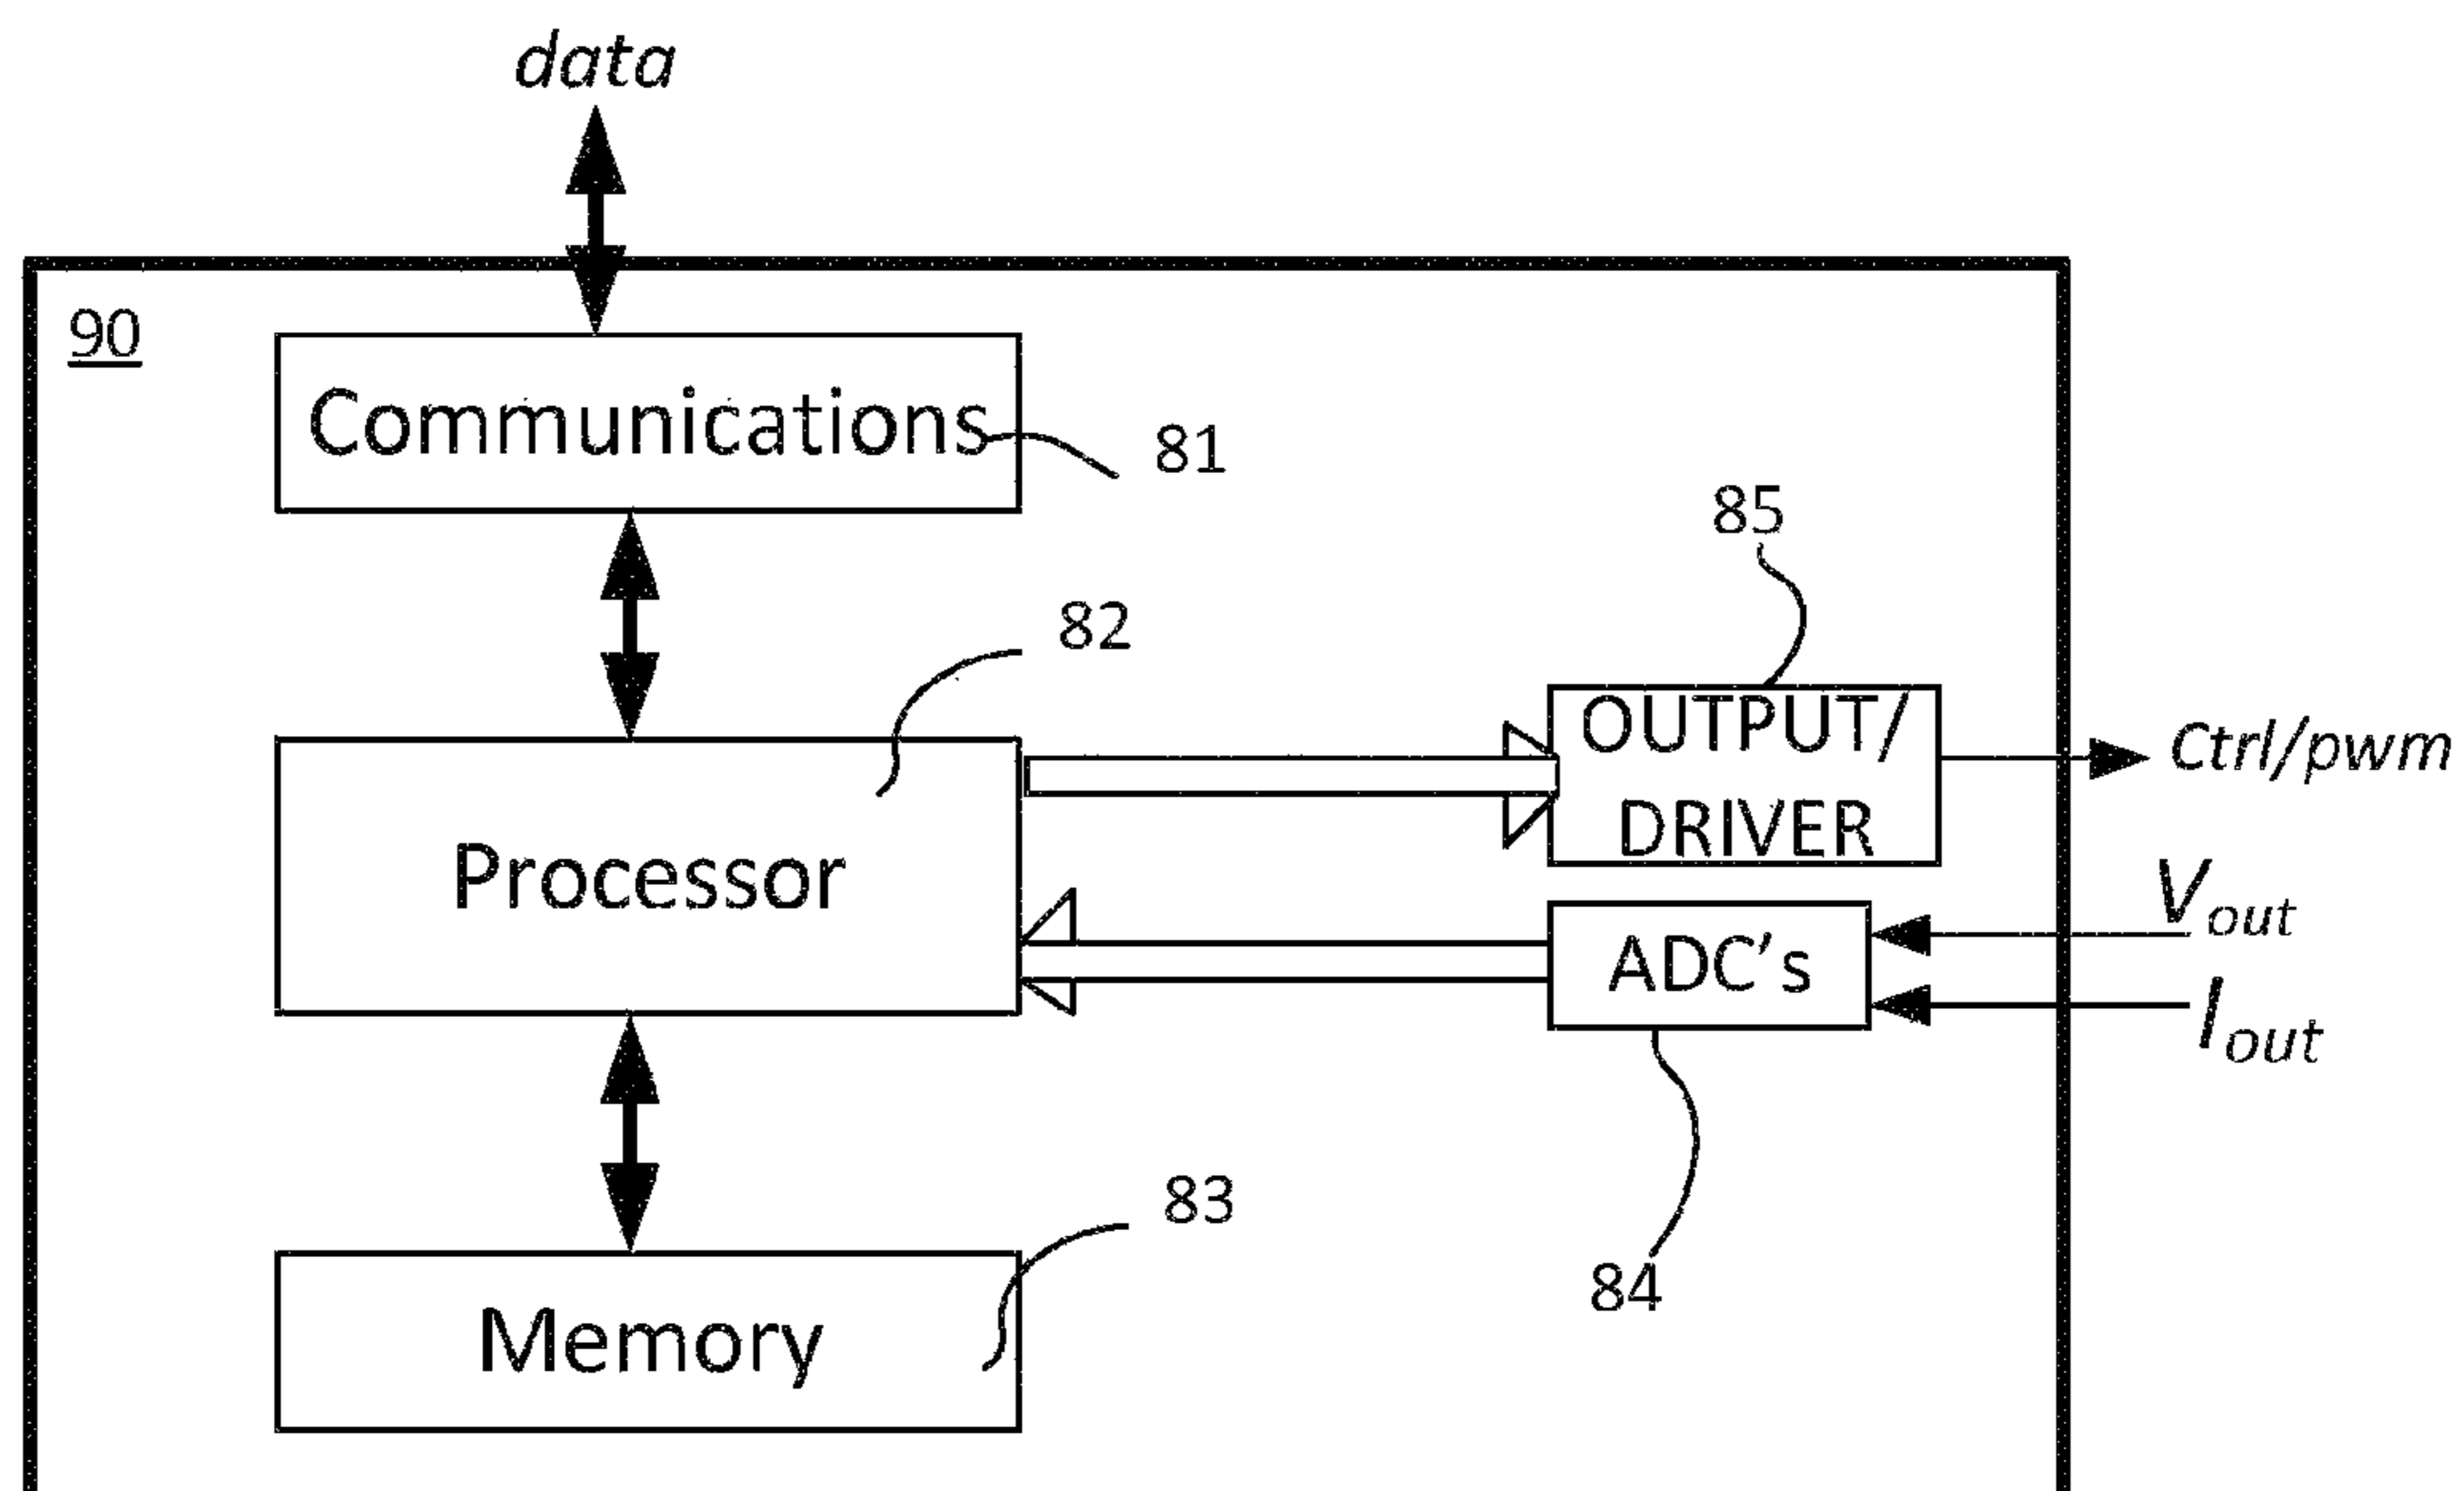 data
90
Communications
81
85
82
OUTPUT/
DRIVER
Ctrl/pwm
Processor
Vout
ADC's
Iout
83
84
Memory